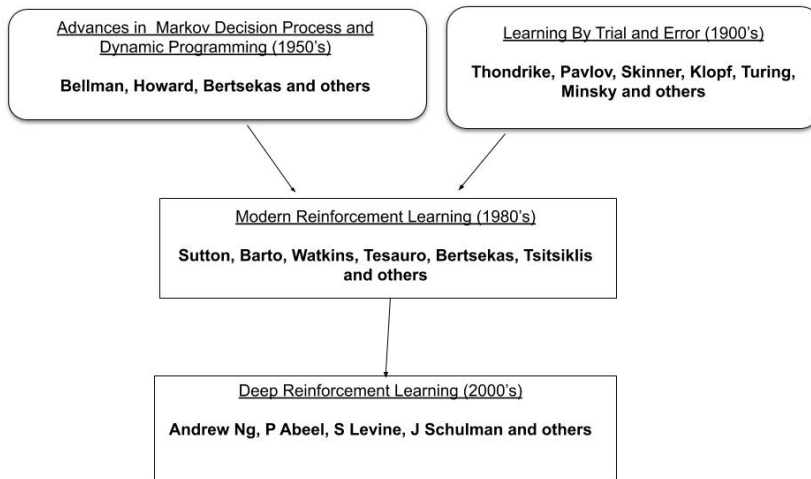 Advances in Markov Decision Process and
Dynamic Programming (1950's)
Bellman, Howard, Bertsekas and others
Learning By Trial and Error (1900's)
Thondrike, Pavlov, Skinner, Klopf, Turing,
Minsky and others
Modern Reinforcement Learning (1980's)
Sutton, Barto, Watkins, Tesauro, Bertsekas, Tsitsiklis
and others
Deep Reinforcement Learning (2000's)
Andrew Ng, P Abeel, S Levine, J Schulman and others